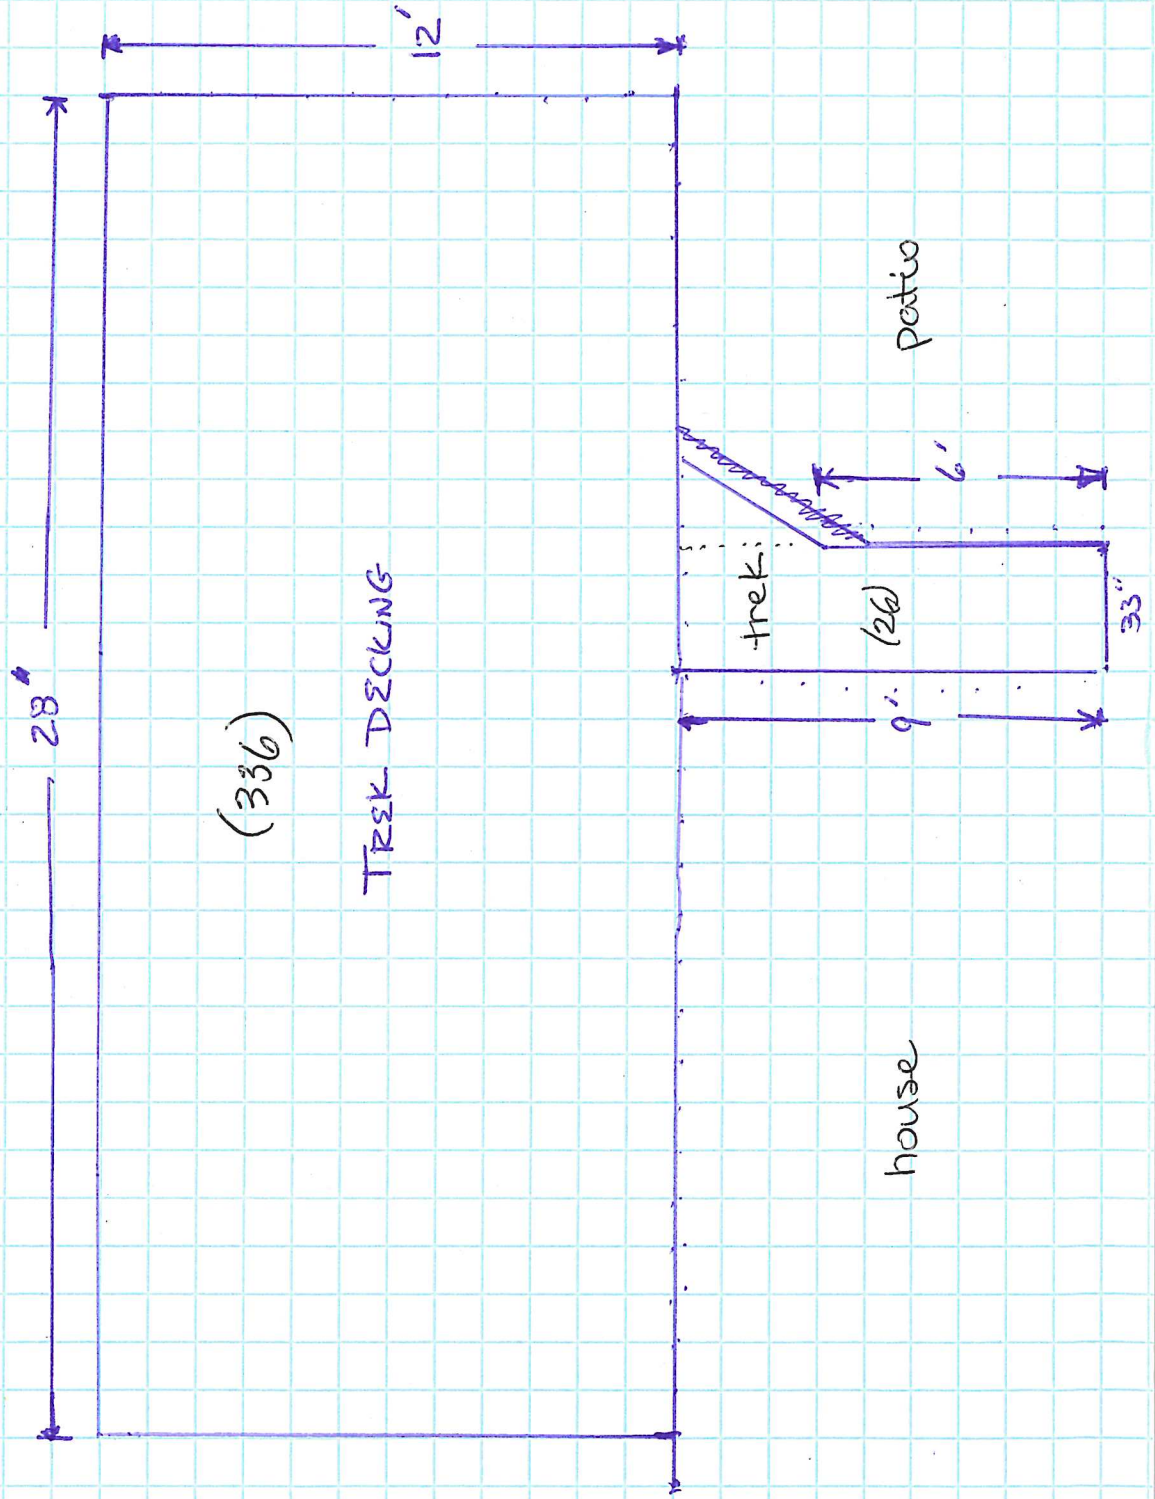 28"
12'
(336)
TREK DECKING
trek
(26)
6'
9'
33"
patio
house